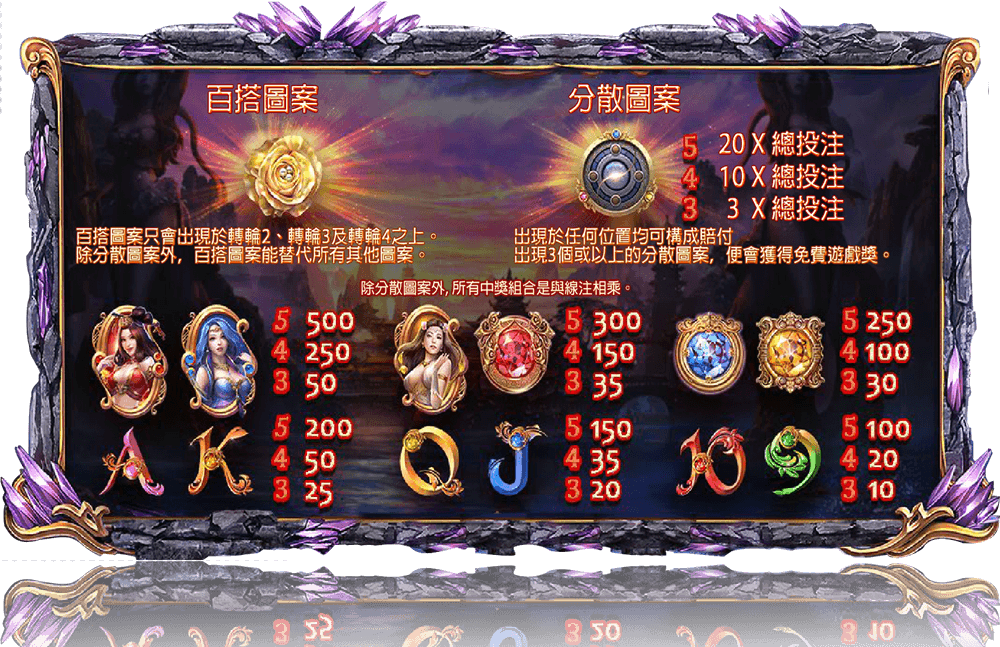 百搭圖案
分散圖案
5 20 X 總投注
4 10 X 總投注
3 3 X 總投注
百搭圖案只會出現於轉輪2、轉輪3及轉輪4之上。
除分散圖案外，百搭圖案能替代所有其他圖案。
出現於任何位置均可構成賠付
出現3個或以上的分散圖案，便會獲得免費遊戲獎。
除分散圖案外, 所有中獎組合是與線注相乘。
5 500
4 250
3 50
5 300
4 150
3 35
5 250
4 100
3 30
A K
5 200
4 50
3 25
Q J
5 150
4 35
3 20
10 9
5 100
4 20
3 10